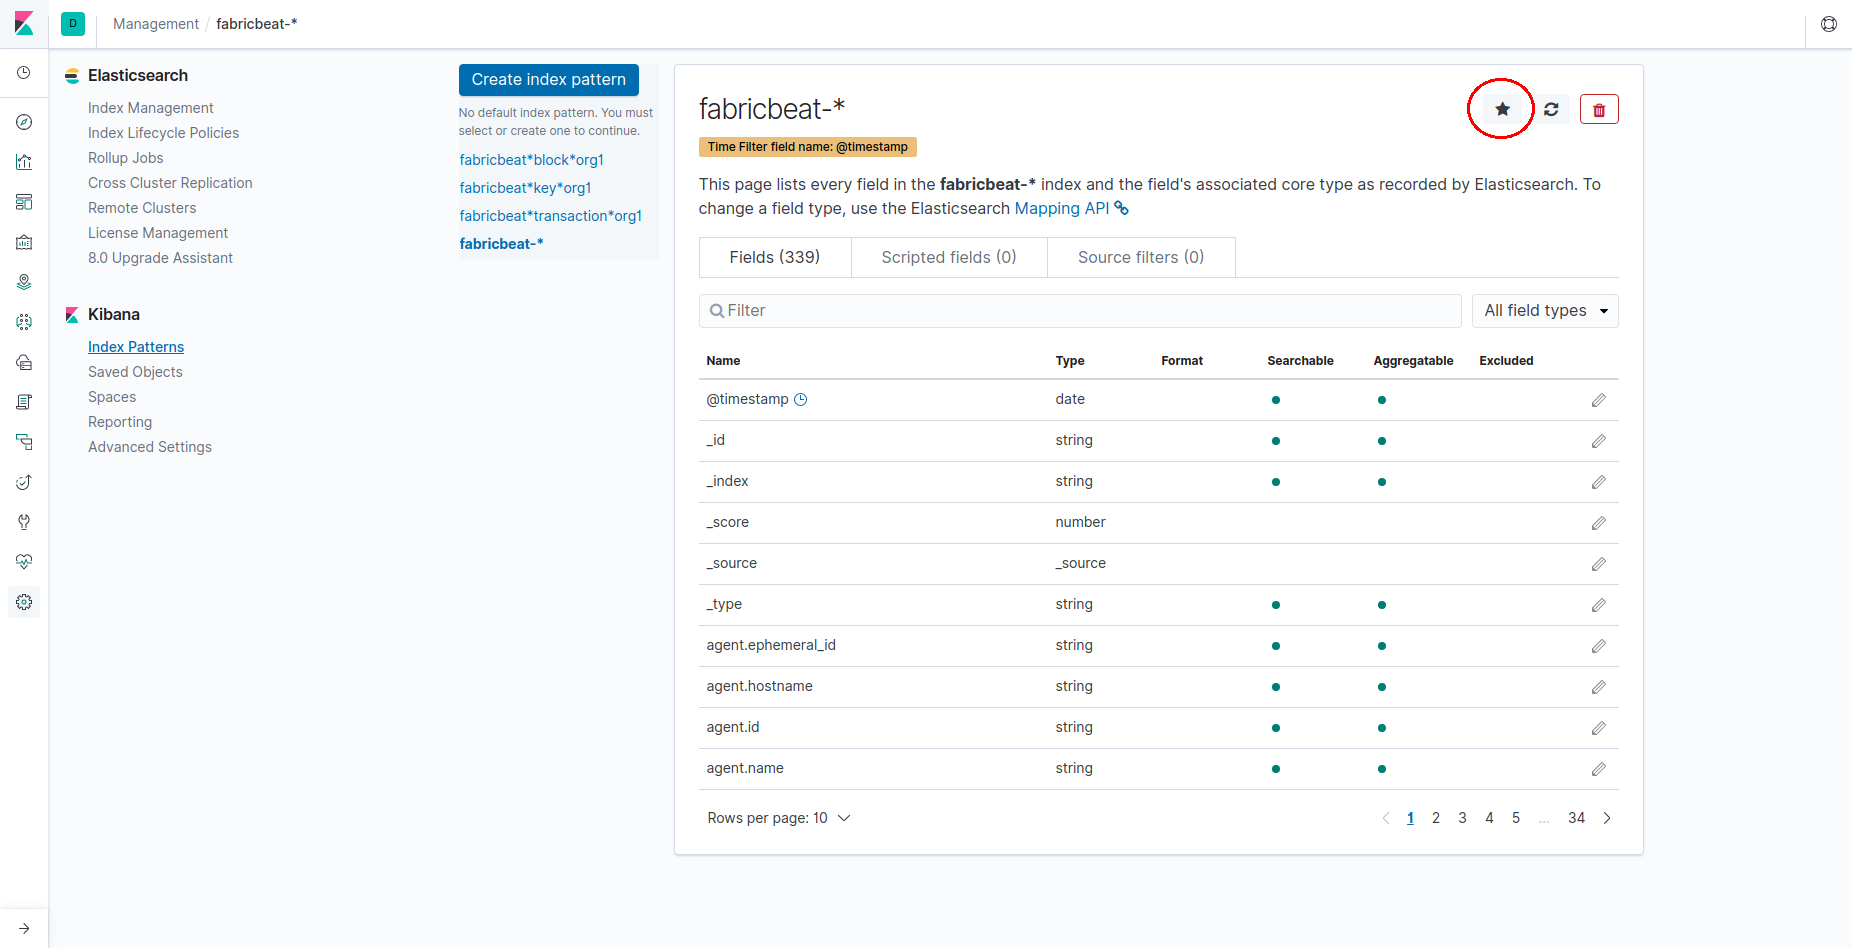 D
Management / fabricbeat-*
Elasticsearch
Index Management
Index Lifecycle Policies
Rollup Jobs
Cross Cluster Replication
Remote Clusters
License Management
8.0 Upgrade Assistant
Kibana
Index Patterns
Saved Objects
Spaces
Reporting
Advanced Settings
Create index pattern
No default index pattern. You must
select or create one to continue.
fabricbeat*block*org1
fabricbeat*key*org1
fabricbeat*transaction*org1
fabricbeat-*
fabricbeat-*
Time Filter field name: @timestamp
This page lists every field in the fabricbeat-* index and the field's associated core type as recorded by Elasticsearch. To
change a field type, use the Elasticsearch Mapping API
Fields (339) Scripted fields (0) Source filters (0)
Filter All field types
Name Type Format Searchable Aggregatable Excluded
@timestamp date
_id string
_index string
_score number
_source _source
_type string
agent.ephemeral_id string
agent.hostname string
agent.id string
agent.name string
Rows per page: 10 1 2 3 4 5 ... 34